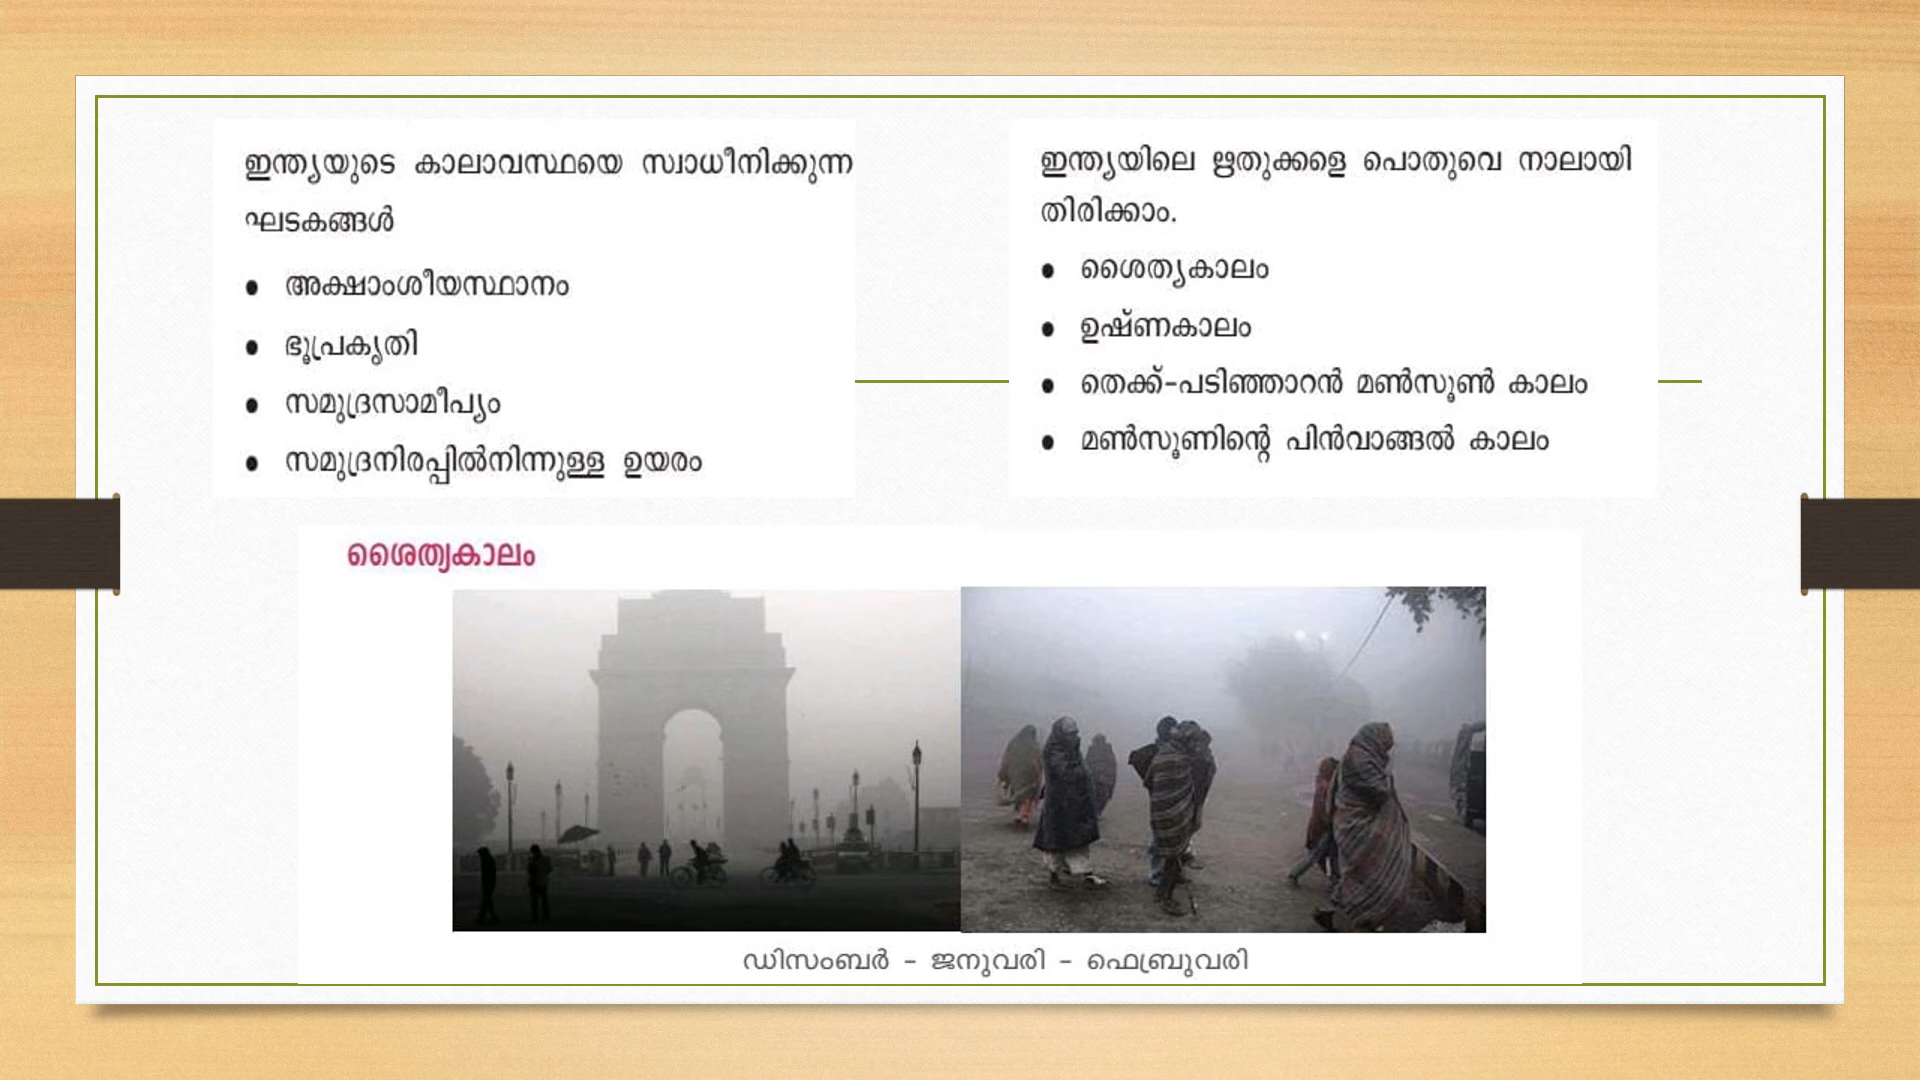 ഇന്ത്യയുടെ കാലാവസ്ഥയെ സ്വാധീനിക്കുന്ന
ഘടകങ്ങൾ
● അക്ഷാംശീയസ്ഥാനം
● ഭൂപ്രകൃതി
● സമുദ്രസാമീപ്യം
● സമുദ്രനിരപ്പിൽനിന്നുള്ള ഉയരം
ഇന്ത്യയിലെ ഋതുക്കളെ പൊതുവെ നാലായി
തിരിക്കാം.
● ശൈത്യകാലം
● ഉഷ്ണകാലം
● തെക്ക്-പടിഞ്ഞാറൻ മൺസൂൺ കാലം
● മൺസൂണിന്റെ പിൻവാങ്ങൽ കാലം
ശൈത്യകാലം
ഡിസംബർ - ജനുവരി - ഫെബ്രുവരി